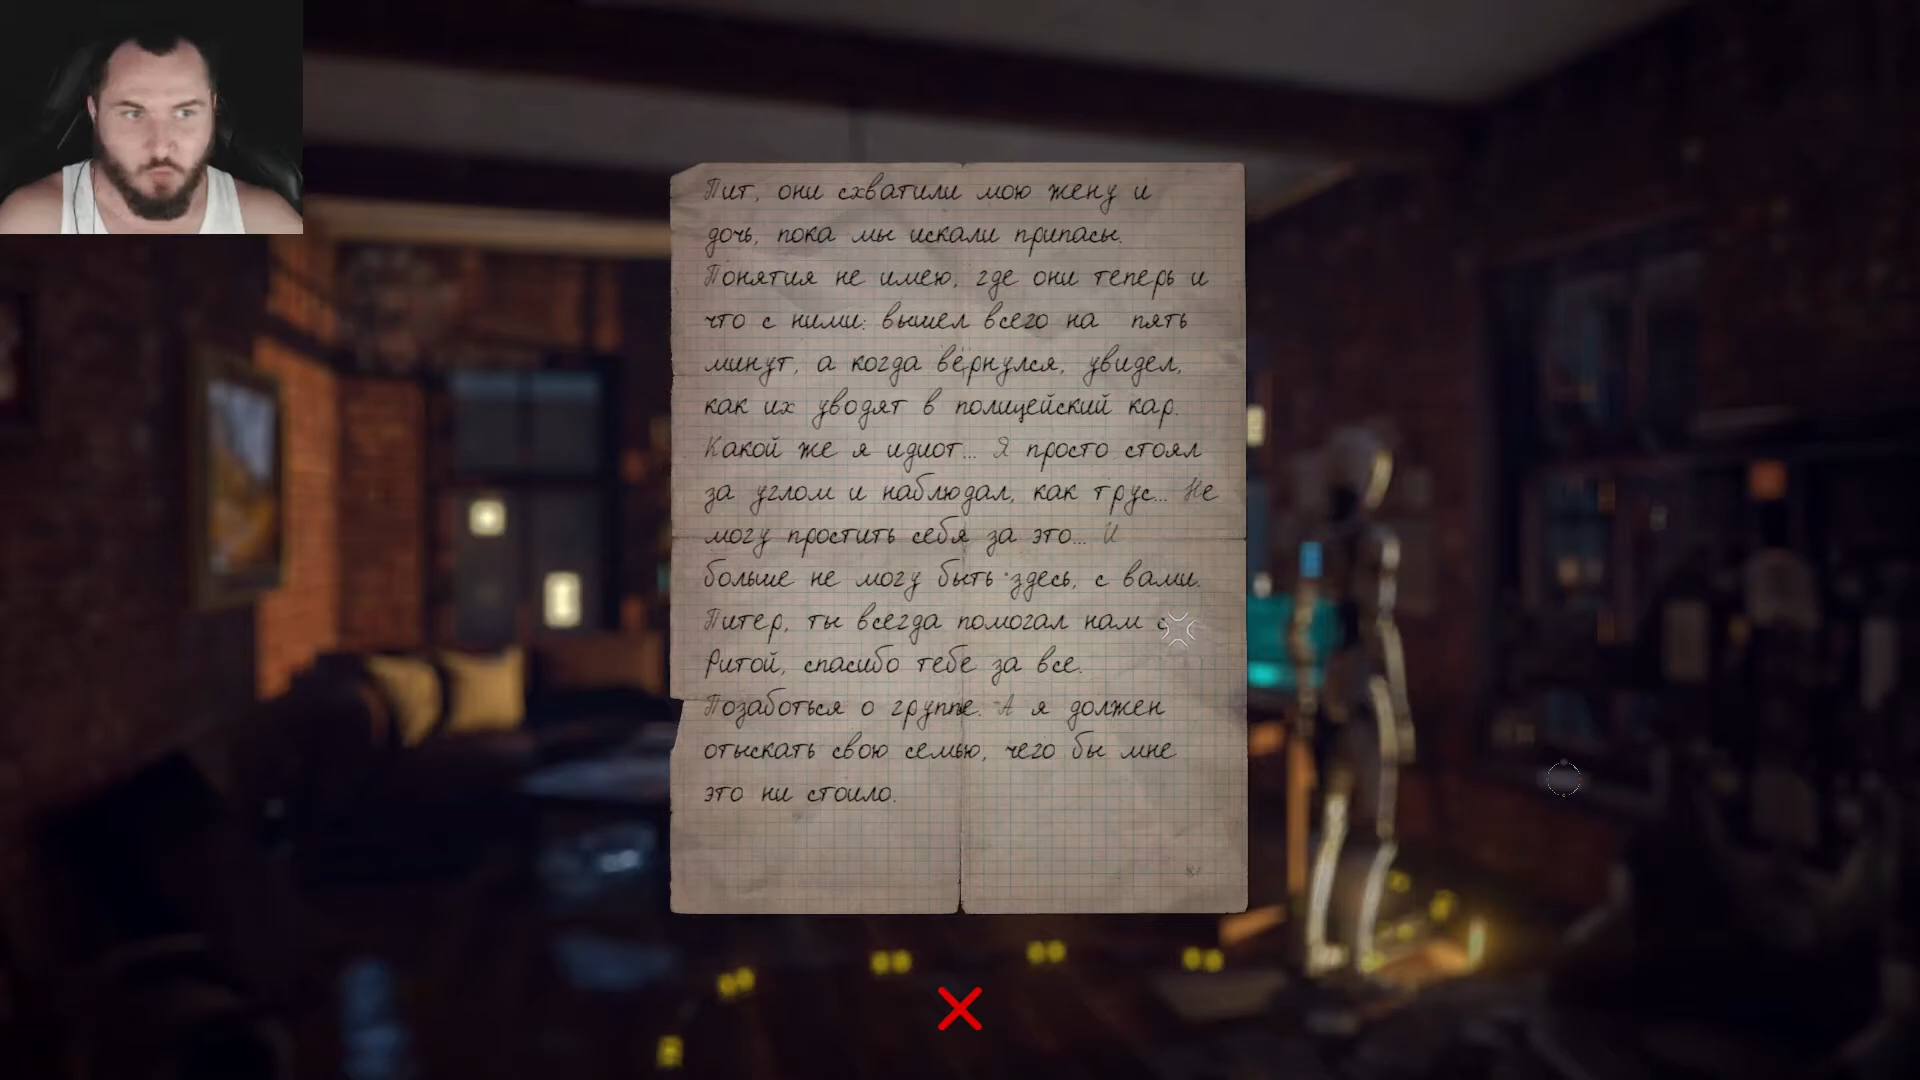 Пит, они схватили мою жену и
дочь, пока мы искали припасы.
Понятия не имею, где они теперь и
что с ними: вышел всего на пять
минут, а когда вёрнулся, увидел,
как их уводят в полицейский кар.
Какой же я идиот... Я просто стоял
за углом и наблюдал, как трус... Не
могу простить себя за это... И
больше не могу быть здесь, с вами.
Питер, ты всегда помогал нам с
Ритой, спасибо тебе за все.
Позаботься о группе. А я должен
отыскать свою семью, чего бы мне
это ни стоило.